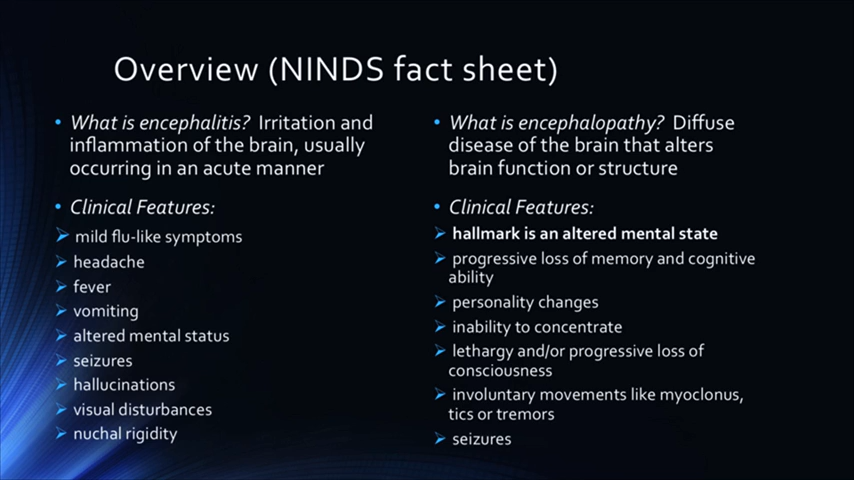 Overview (NINDS fact sheet)
• What is encephalitis? Irritation and
inflammation of the brain, usually
occurring in an acute manner
• Clinical Features:
➢ mild flu-like symptoms
➢ headache
➢ fever
➢ vomiting
➢ altered mental status
➢ seizures
➢ hallucinations
➢ visual disturbances
➢ nuchal rigidity
• What is encephalopathy? Diffuse
disease of the brain that alters
brain function or structure
• Clinical Features:
➢ hallmark is an altered mental state
➢ progressive loss of memory and cognitive
ability
➢ personality changes
➢ inability to concentrate
➢ lethargy and/or progressive loss of
consciousness
➢ involuntary movements like myoclonus,
tics or tremors
➢ seizures